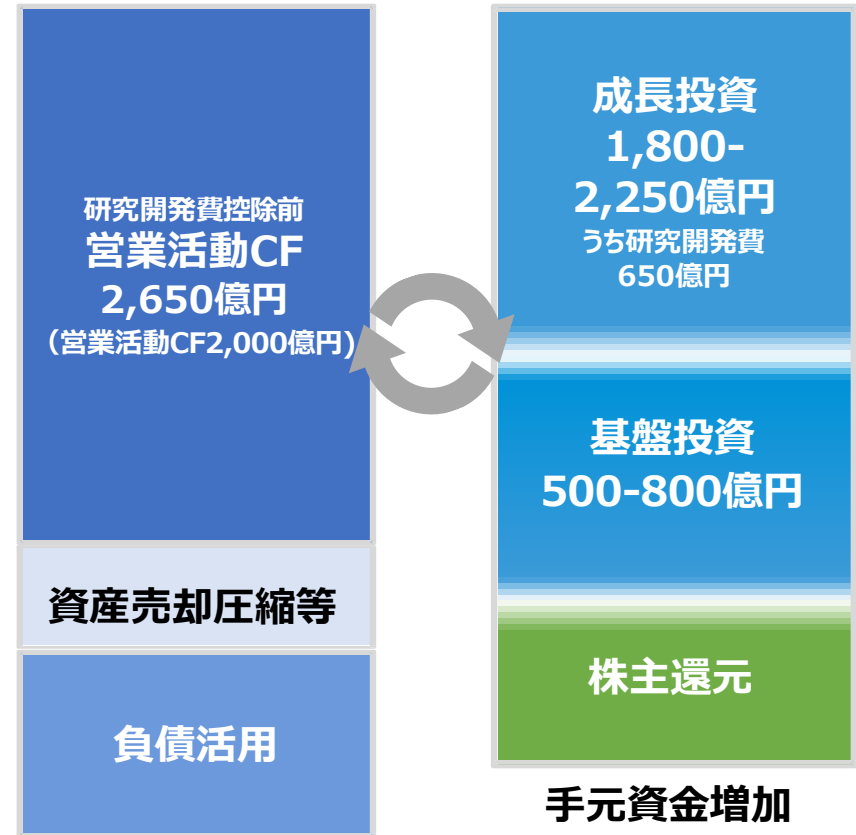 研究開発費控除前
営業活動CF
2,650億円
（営業活動CF2,000億円)
資産売却圧縮等
負債活用
成長投資
1,800-
2,250億円
うち研究開発費
650億円
基盤投資
500-800億円
株主還元
手元資金増加